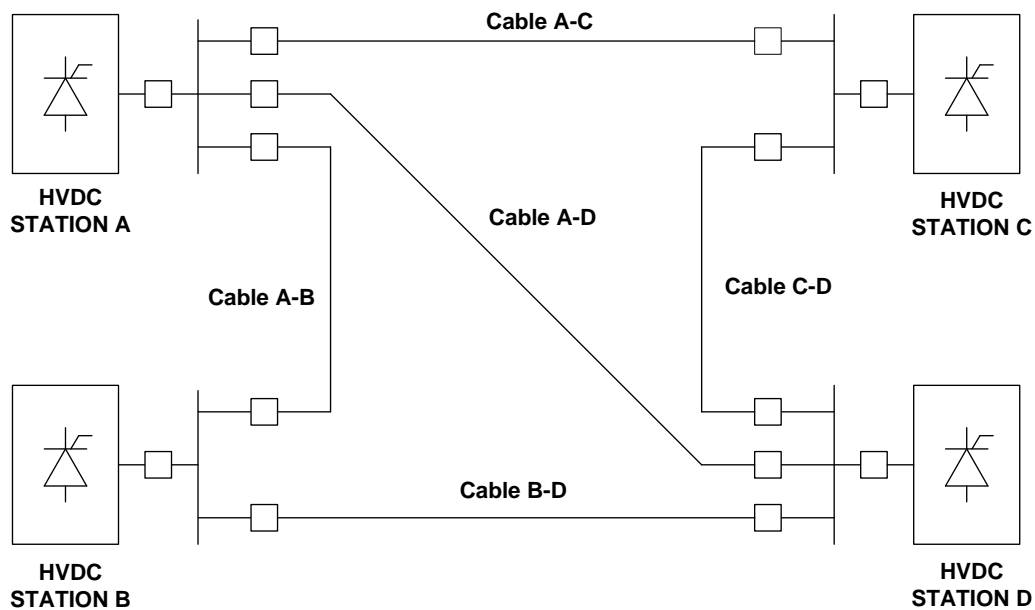 Cable A-C
HVDC
STATION A
HVDC
STATION C
Cable A-D
Cable A-B
Cable C-D
Cable B-D
HVDC
STATION B
HVDC
STATION D